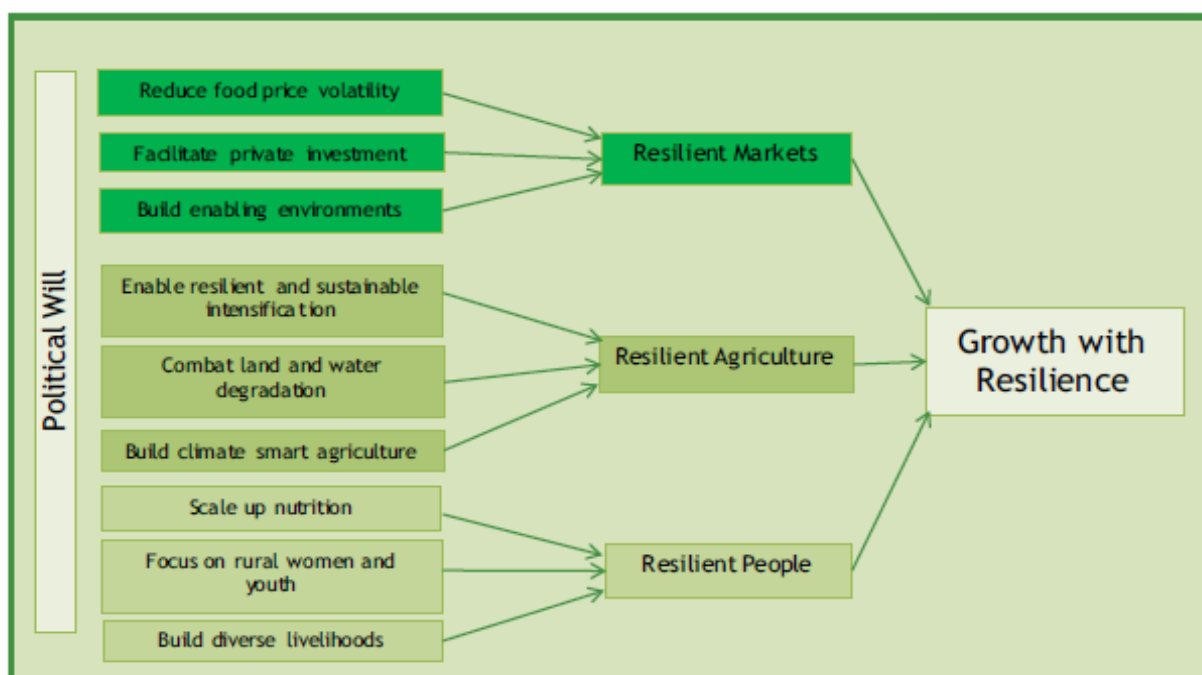 Political Will
Reduce food price volatility
Facilitate private investment
Build enabling environments
Enable resilient and sustainable
intensification
Combat land and water
degradation
Build climate smart agriculture
Scale up nutrition
Focus on rural women and
youth
Build diverse livelihoods
Resilient Markets
Resilient Agriculture
Resilient People
Growth with
Resilience